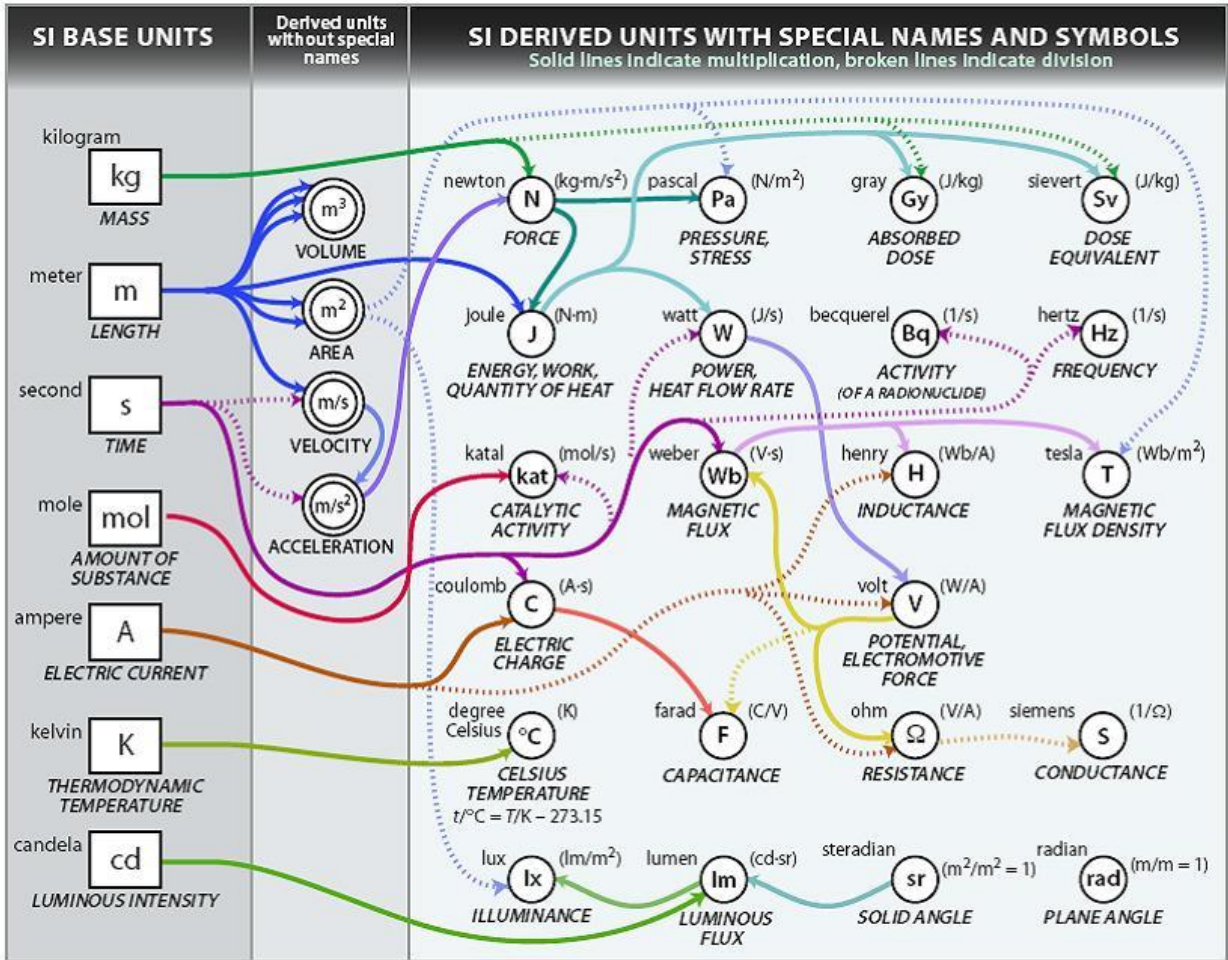 SI BASE UNITS
Derived units
without special
names
SI DERIVED UNITS WITH SPECIAL NAMES AND SYMBOLS
Solid lines indicate multiplication, broken lines indicate division
kilogram
kg
MASS
meter
m
LENGTH
second
s
TIME
mole
mol
AMOUNT OF
SUBSTANCE
ampere
A
ELECTRIC CURRENT
kelvin
K
THERMODYNAMIC
TEMPERATURE
candela
cd
LUMINOUS INTENSITY
m³
VOLUME
m²
AREA
m/s
VELOCITY
m/s²
ACCELERATION
newton
N
(kg·m/s²)
FORCE
pascal
Pa
(N/m²)
PRESSURE,
STRESS
gray
Gy
(J/kg)
ABSORBED
DOSE
sievert
Sv
(J/kg)
DOSE
EQUIVALENT
joule
J
(N·m)
ENERGY, WORK,
QUANTITY OF HEAT
watt
W
(J/s)
POWER,
HEAT FLOW RATE
becquerel
Bq
(1/s)
ACTIVITY
(OF A RADIONUCLIDE)
hertz
Hz
(1/s)
FREQUENCY
katal
kat
(mol/s)
CATALYTIC
ACTIVITY
weber
Wb
(V·s)
MAGNETIC
FLUX
henry
H
(Wb/A)
INDUCTANCE
tesla
T
(Wb/m²)
MAGNETIC
FLUX DENSITY
coulomb
C
(A·s)
ELECTRIC
CHARGE
volt
V
(W/A)
POTENTIAL,
ELECTROMOTIVE
FORCE
degree
Celsius
°C
(K)
CELSIUS
TEMPERATURE
t/°C = T/K – 273.15
farad
F
(C/V)
CAPACITANCE
ohm
Ω
(V/A)
RESISTANCE
siemens
S
(1/Ω)
CONDUCTANCE
lux
lx
(lm/m²)
ILLUMINANCE
lumen
lm
(cd·sr)
LUMINOUS
FLUX
steradian
sr
(m²/m² = 1)
SOLID ANGLE
radian
rad
(m/m = 1)
PLANE ANGLE